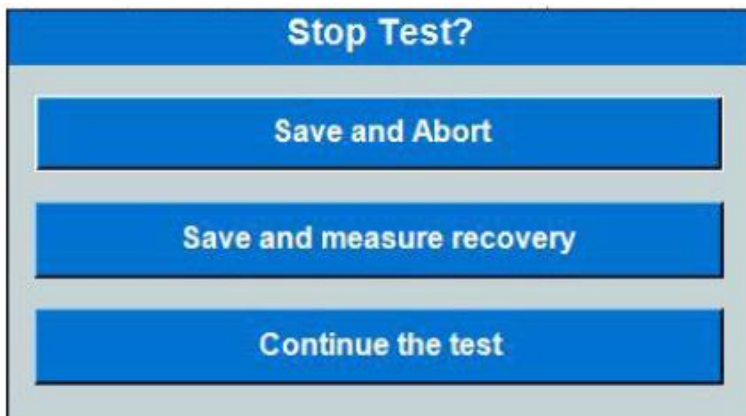 Stop Test?
Save and Abort
Save and measure recovery
Continue the test